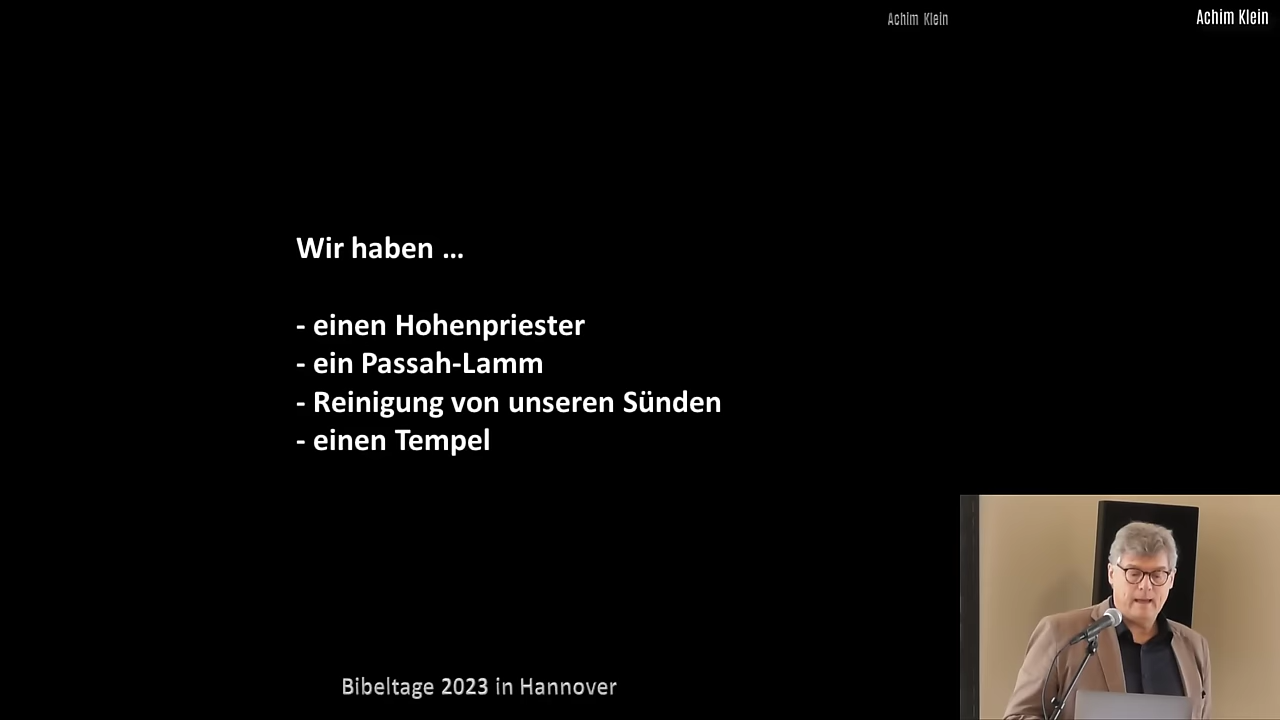 Achim Klein
Achim Klein
Wir haben ...
- einen Hohenpriester
- ein Passah-Lamm
- Reinigung von unseren Sünden
- einen Tempel
Bibeltage 2023 in Hannover